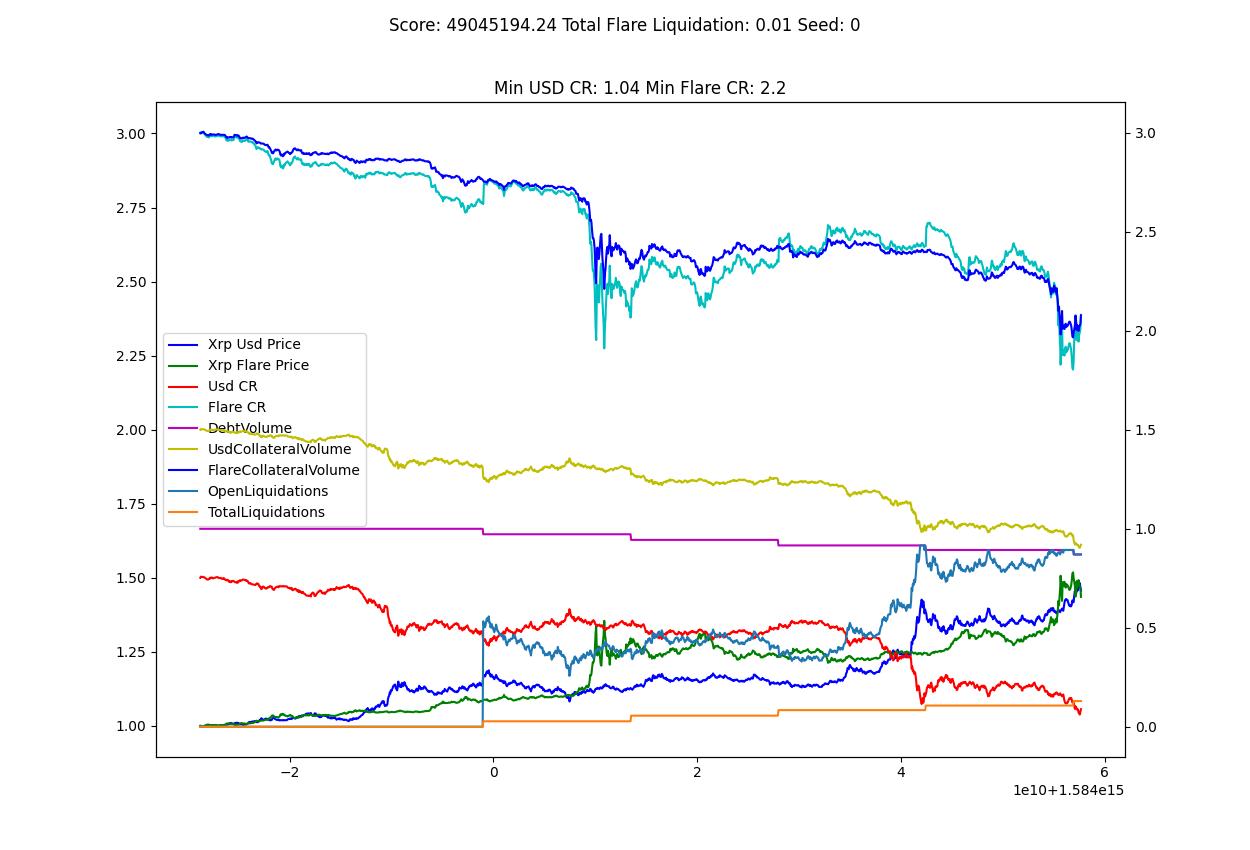 Score: 49045194.24 Total Flare Liquidation: 0.01 Seed: 0
Min USD CR: 1.04 Min Flare CR: 2.2
3.00
2.75
2.50
2.25
2.00
1.75
1.50
1.25
1.00
3.0
2.5
2.0
1.5
1.0
0.5
0.0
Xrp Usd Price
Xrp Flare Price
Usd CR
Flare CR
DebtVolume
UsdCollateralVolume
FlareCollateralVolume
OpenLiquidations
TotalLiquidations
−2 0 2 4 6
1e10+1.584e15